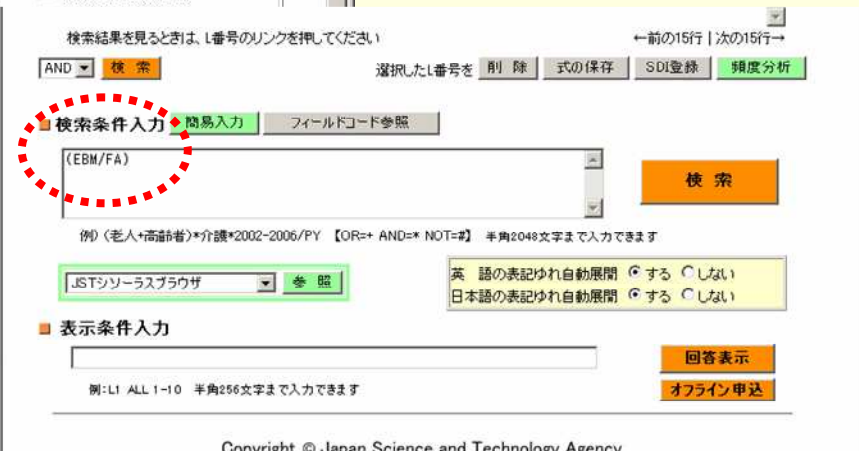 検索結果を見るときは、L番号のリンクを押してください ←前の15行 | 次の15行→
AND 検 索 選択したL番号を 削 除 式の保存 SDI登録 頻度分析
検索条件入力 簡易入力 フィールドコード参照
(EBM/FA)
検 索
例) (老人+高齢者)*介護*2002-2006/PY 【OR=+ AND=* NOT=#】 半角2048文字まで入力できます
JSTシソーラスブラウザ 参 照
英 語の表記ゆれ自動展開 する しない
日本語の表記ゆれ自動展開 する しない
表示条件入力
回答表示
例:L1 ALL 1-10 半角256文字まで入力できます
オフライン申込
Copyright © Japan Science and Technology Agency